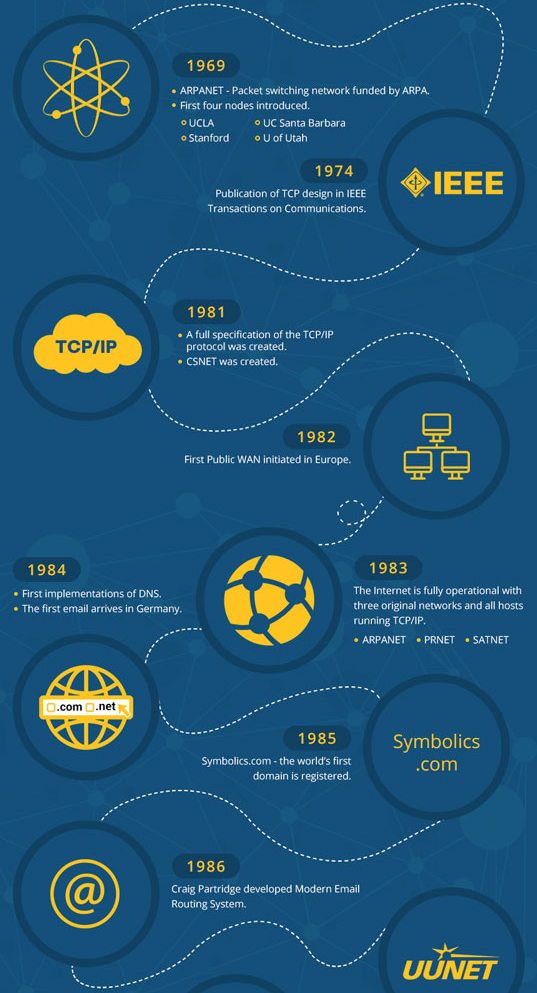 1969
ARPANET - Packet switching network funded by ARPA.
First four nodes introduced.
UCLA UC Santa Barbara
Stanford U of Utah
1974
IEEE
Publication of TCP design in IEEE
Transactions on Communications.
1981
A full specification of the TCP/IP
protocol was created.
CSNET was created.
TCP/IP
1982
First Public WAN initiated in Europe.
1983
The Internet is fully operational with
three original networks and all hosts
running TCP/IP.
ARPANET PRNET SATNET
1984
First implementations of DNS.
The first email arrives in Germany.
.com .net
1985
Symbolics.com - the world's first
domain is registered.
Symbolics
.com
1986
Craig Partridge developed Modern Email
Routing System.
@
UUNET